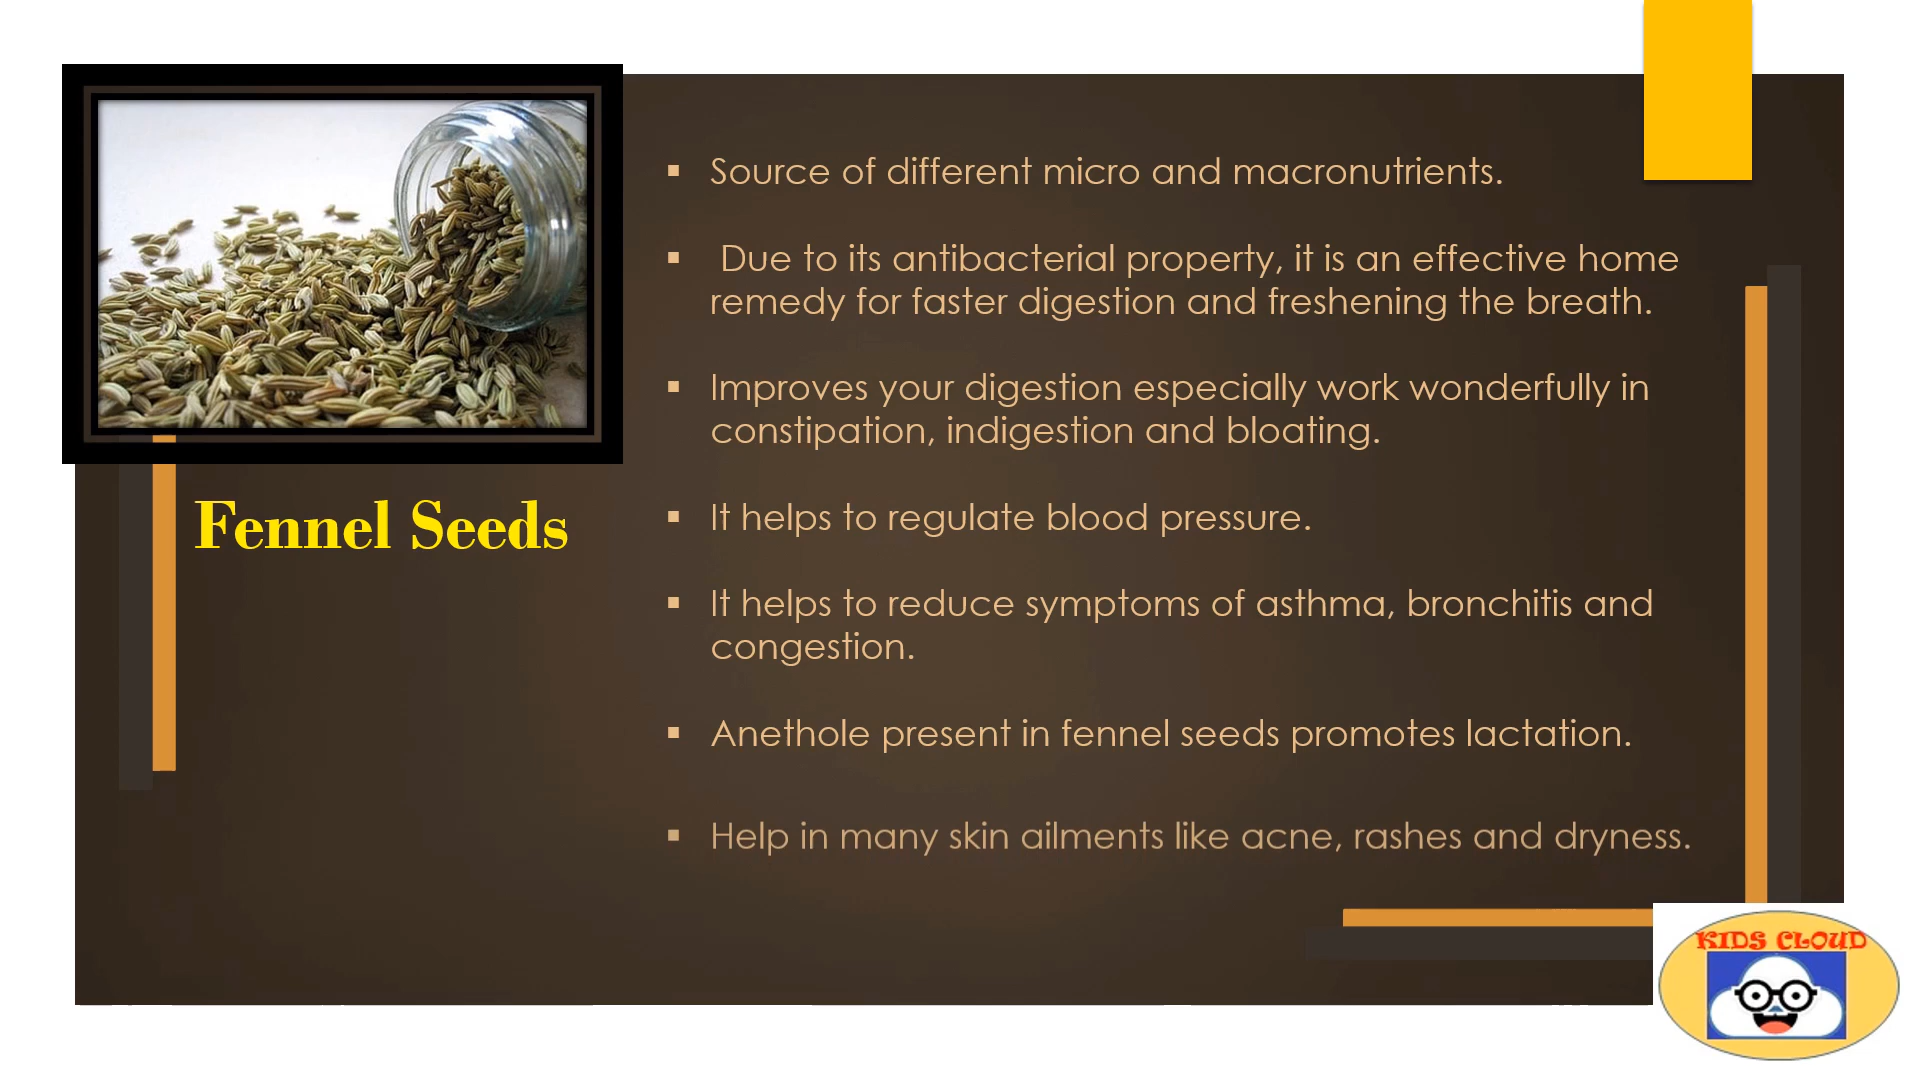 Fennel Seeds
▪ Source of different micro and macronutrients.
▪ Due to its antibacterial property, it is an effective home
remedy for faster digestion and freshening the breath.
▪ Improves your digestion especially work wonderfully in
constipation, indigestion and bloating.
▪ It helps to regulate blood pressure.
▪ It helps to reduce symptoms of asthma, bronchitis and
congestion.
▪ Anethole present in fennel seeds promotes lactation.
▪ Help in many skin ailments like acne, rashes and dryness.
KIDS CLOUD